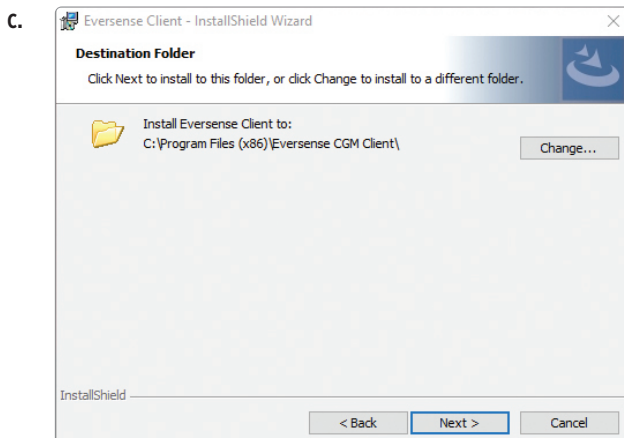 c.
Eversense Client - InstallShield Wizard
Destination Folder
Click Next to install to this folder, or click Change to install to a different folder.
Install Eversense Client to:
C:\Program Files (x86)\Eversense CGM Client\
Change...
InstallShield
< Back
Next >
Cancel